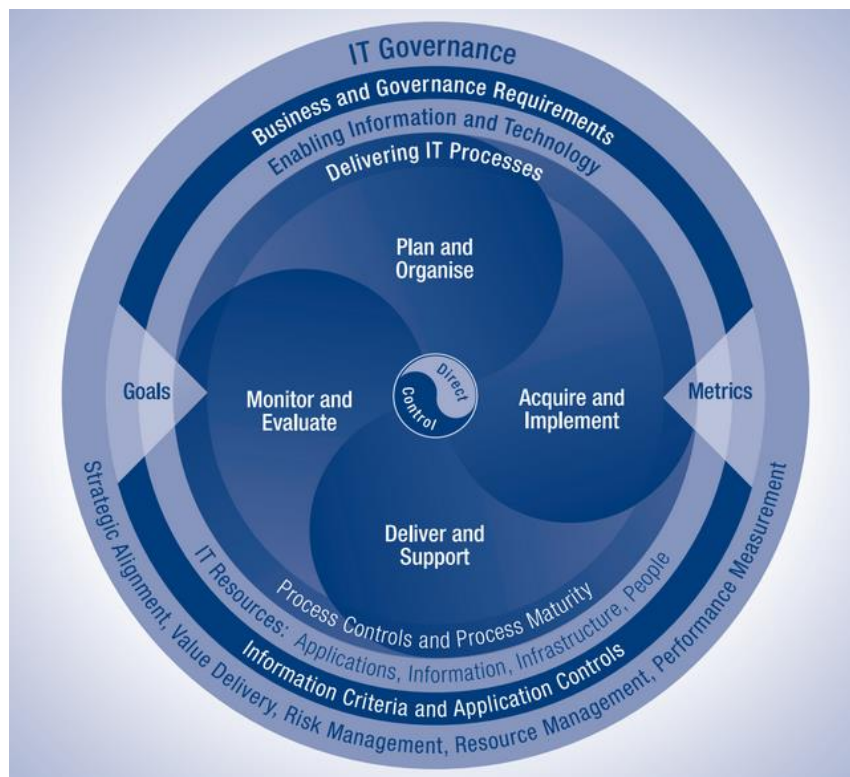 IT Governance
Business and Governance Requirements
Enabling Information and Technology
Delivering IT Processes
Plan and
Organise
Goals
Monitor and
Evaluate
Direct
Control
Acquire and
Implement
Metrics
Deliver and
Support
Process Controls and Process Maturity
IT Resources: Applications, Information, Infrastructure, People
Information Criteria and Application Controls
Strategic Alignment, Value Delivery, Risk Management, Resource Management, Performance Measurement